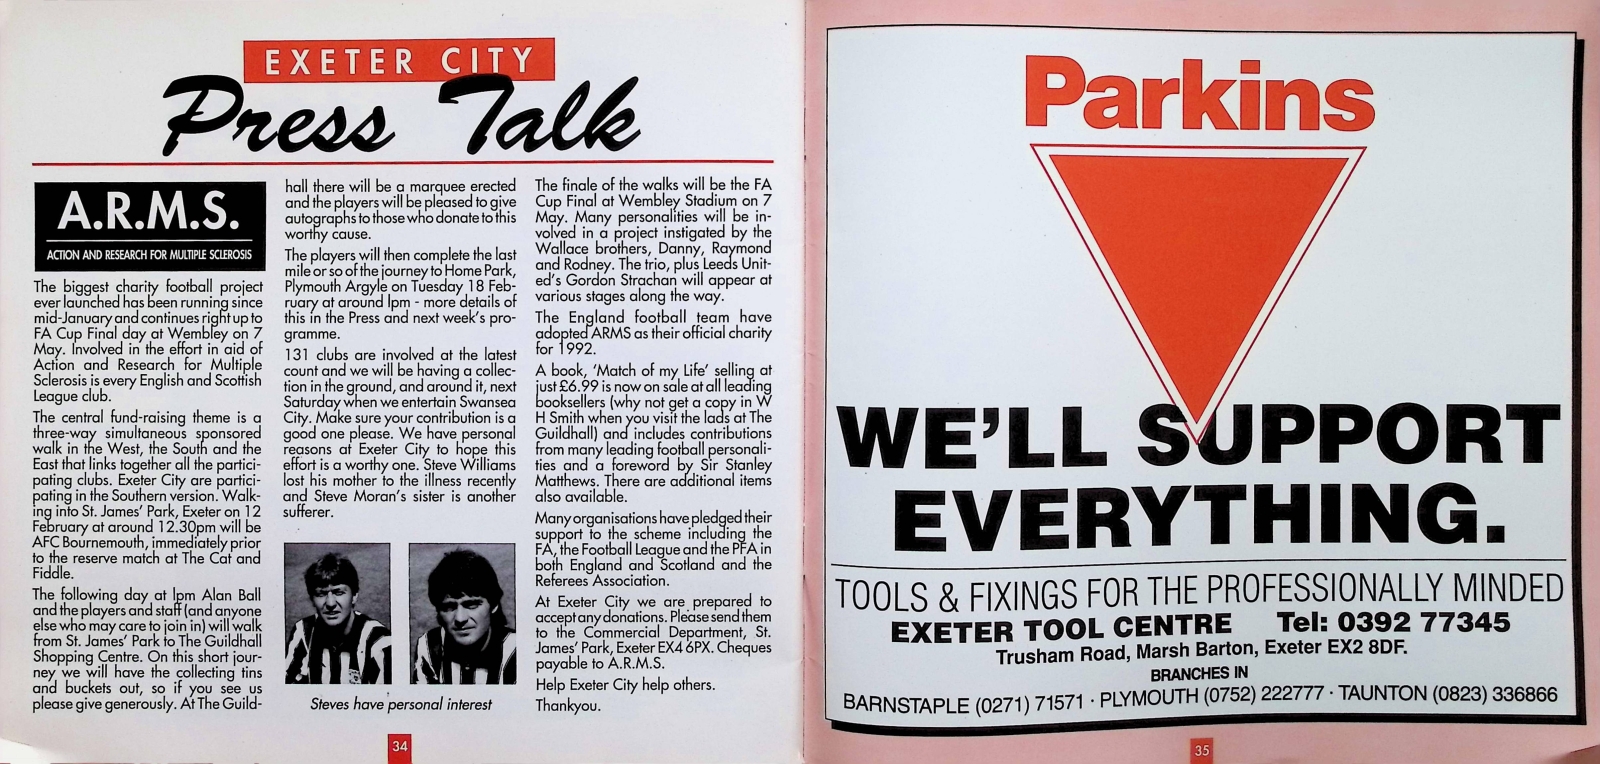 EXETER CITY
Press Talk
A.R.M.S.
ACTION AND RESEARCH FOR MULTIPLE SCLEROSIS
The biggest charity football project
ever launched has been running since
mid-January and continues right up to
FA Cup Final day at Wembley on 7
May. Involved in the effort in aid of
Action and Research for Multiple
Sclerosis is every English and Scottish
League club.
The central fund-raising theme is a
three-way simultaneous sponsored
walk in the West, the South and the
East that links together all the partici-
pating clubs. Exeter City are partici-
pating in the Southern version. Walk-
ing into St. James' Park, Exeter on 12
February at around 12.30pm will be
AFC Bournemouth, immediately prior
to the reserve match at The Cat and
Fiddle.
The following day at 1pm Alan Ball
and the players and staff (and anyone
else who may care to join in) will walk
from St. James' Park to The Guildhall
Shopping Centre. On this short jour-
ney we will have the collecting tins
and buckets out, so if you see us
please give generously. At The Guild-
hall there will be a marquee erected
and the players will be pleased to give
autographs to those who donate to this
worthy cause.
The players will then complete the last
mile or so of the journey to Home Park,
Plymouth Argyle on Tuesday 18 Feb-
ruary at around 1pm - more details of
this in the Press and next week's pro-
gramme.
131 clubs are involved at the latest
count and we will be having a collec-
tion in the ground, and around it, next
Saturday when we entertain Swansea
City. Make sure your contribution is a
good one please. We have personal
reasons at Exeter City to hope this
effort is a worthy one. Steve Williams
lost his mother to the illness recently
and Steve Moran's sister is another
sufferer.
Steves have personal interest
The finale of the walks will be the FA
Cup Final at Wembley Stadium on 7
May. Many personalities will be in-
volved in a project instigated by the
Wallace brothers, Danny, Raymond
and Rodney. The trio, plus Leeds Unit-
ed's Gordon Strachan will appear at
various stages along the way.
The England football team have
adopted ARMS as their official charity
for 1992.
A book, 'Match of my Life' selling at
just £6.99 is now on sale at all leading
booksellers (why not get a copy in W
H Smith when you visit the lads at The
Guildhall) and includes contributions
from many leading football personali-
ties and a foreword by Sir Stanley
Matthews. There are additional items
also available.
Many organisations have pledged their
support to the scheme including the
FA, the Football League and the PFA in
both England and Scotland and the
Referees Association.
At Exeter City we are prepared to
accept any donations. Please send them
to the Commercial Department, St.
James' Park, Exeter EX4 6PX. Cheques
payable to A.R.M.S.
Help Exeter City help others.
Thankyou.
34
Parkins
WE'LL SUPPORT
EVERYTHING.
TOOLS & FIXINGS FOR THE PROFESSIONALLY MINDED
EXETER TOOL CENTRE Tel: 0392 77345
Trusham Road, Marsh Barton, Exeter EX2 8DF.
BRANCHES IN
BARNSTAPLE (0271) 71571 · PLYMOUTH (0752) 222777 · TAUNTON (0823) 336866
35